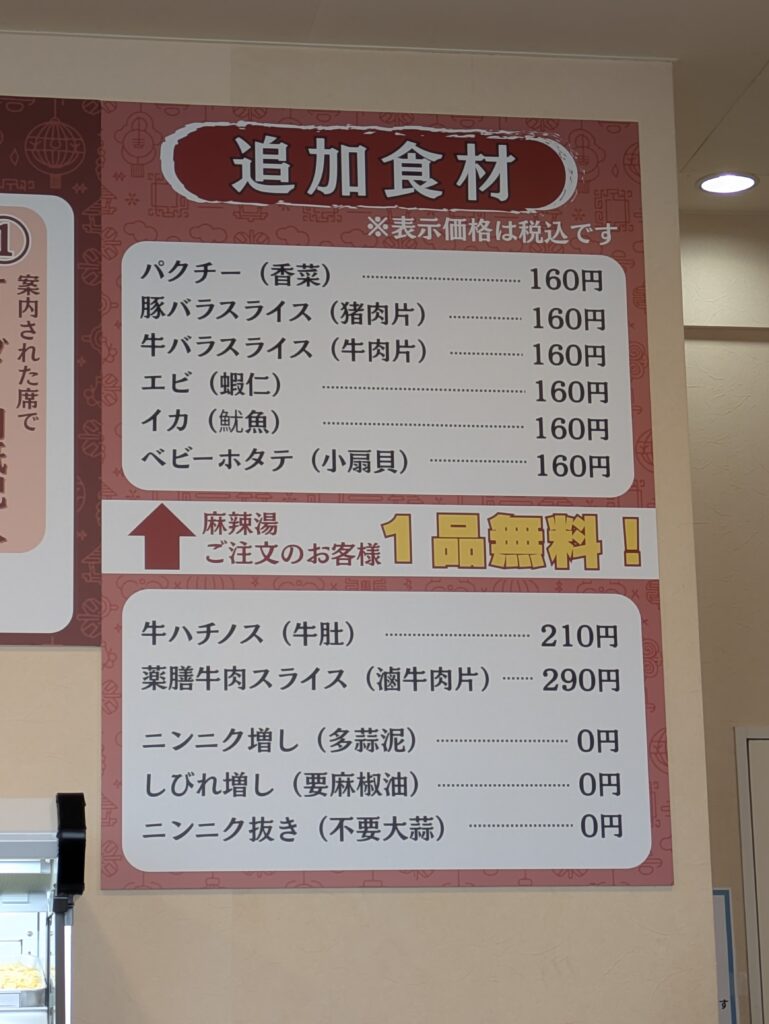 追加食材
※表示価格は税込です
パクチー（香菜） ………… 160円
豚バラスライス（猪肉片） ………… 160円
牛バラスライス（牛肉片） ………… 160円
エビ（蝦仁） ………… 160円
イカ（魷魚） ………… 160円
ベビーホタテ（小扇貝） ………… 160円
麻辣湯
ご注文のお客様 1品無料！
牛ハチノス（牛肚） ………… 210円
薬膳牛肉スライス（滷牛肉片） …… 290円
ニンニク増し（多蒜泥） ………… 0円
しびれ増し（要麻椒油） ………… 0円
ニンニク抜き（不要大蒜） ………… 0円
①
案内された席で